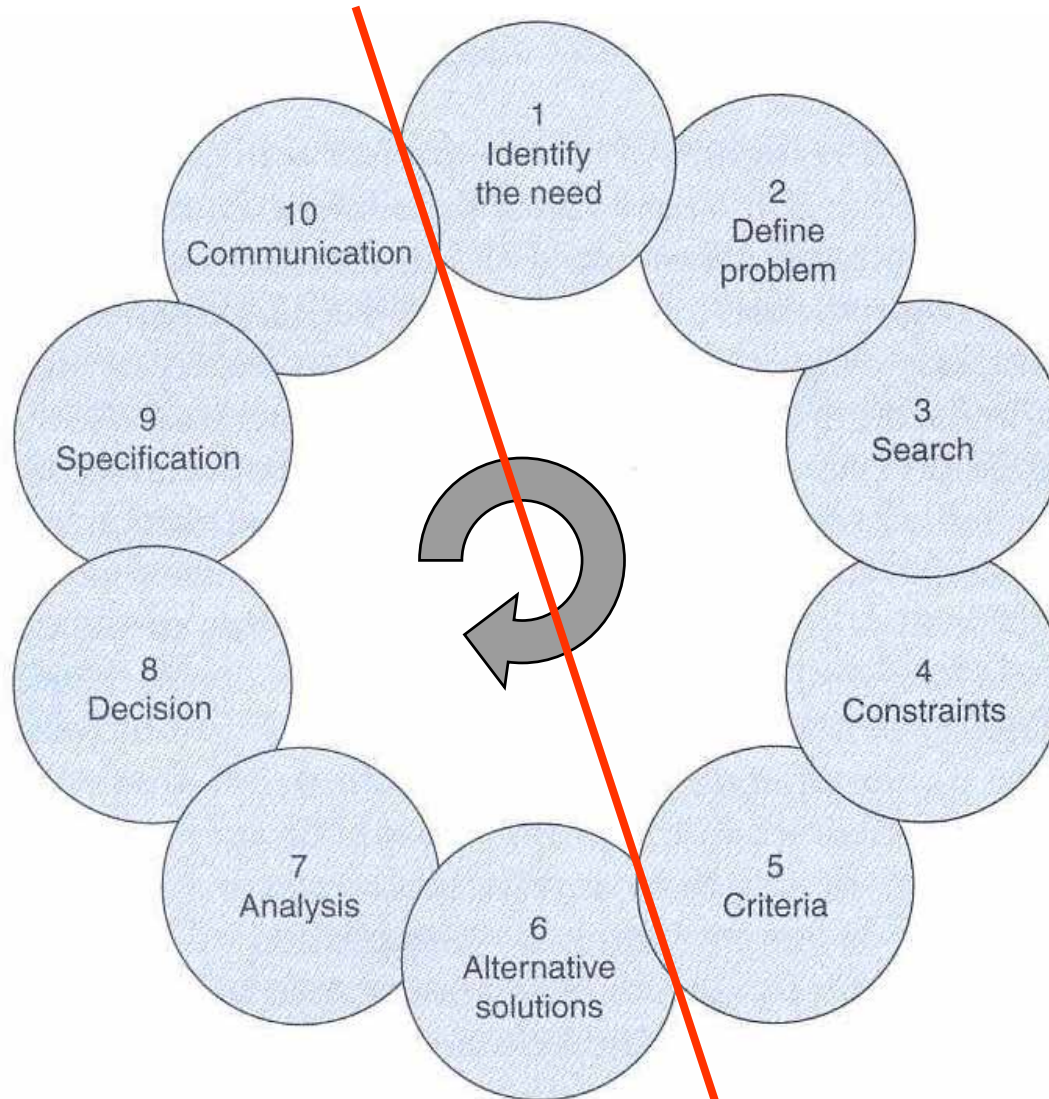 1
Identify
the need
2
Define
problem
3
Search
4
Constraints
5
Criteria
6
Alternative
solutions
7
Analysis
8
Decision
9
Specification
10
Communication